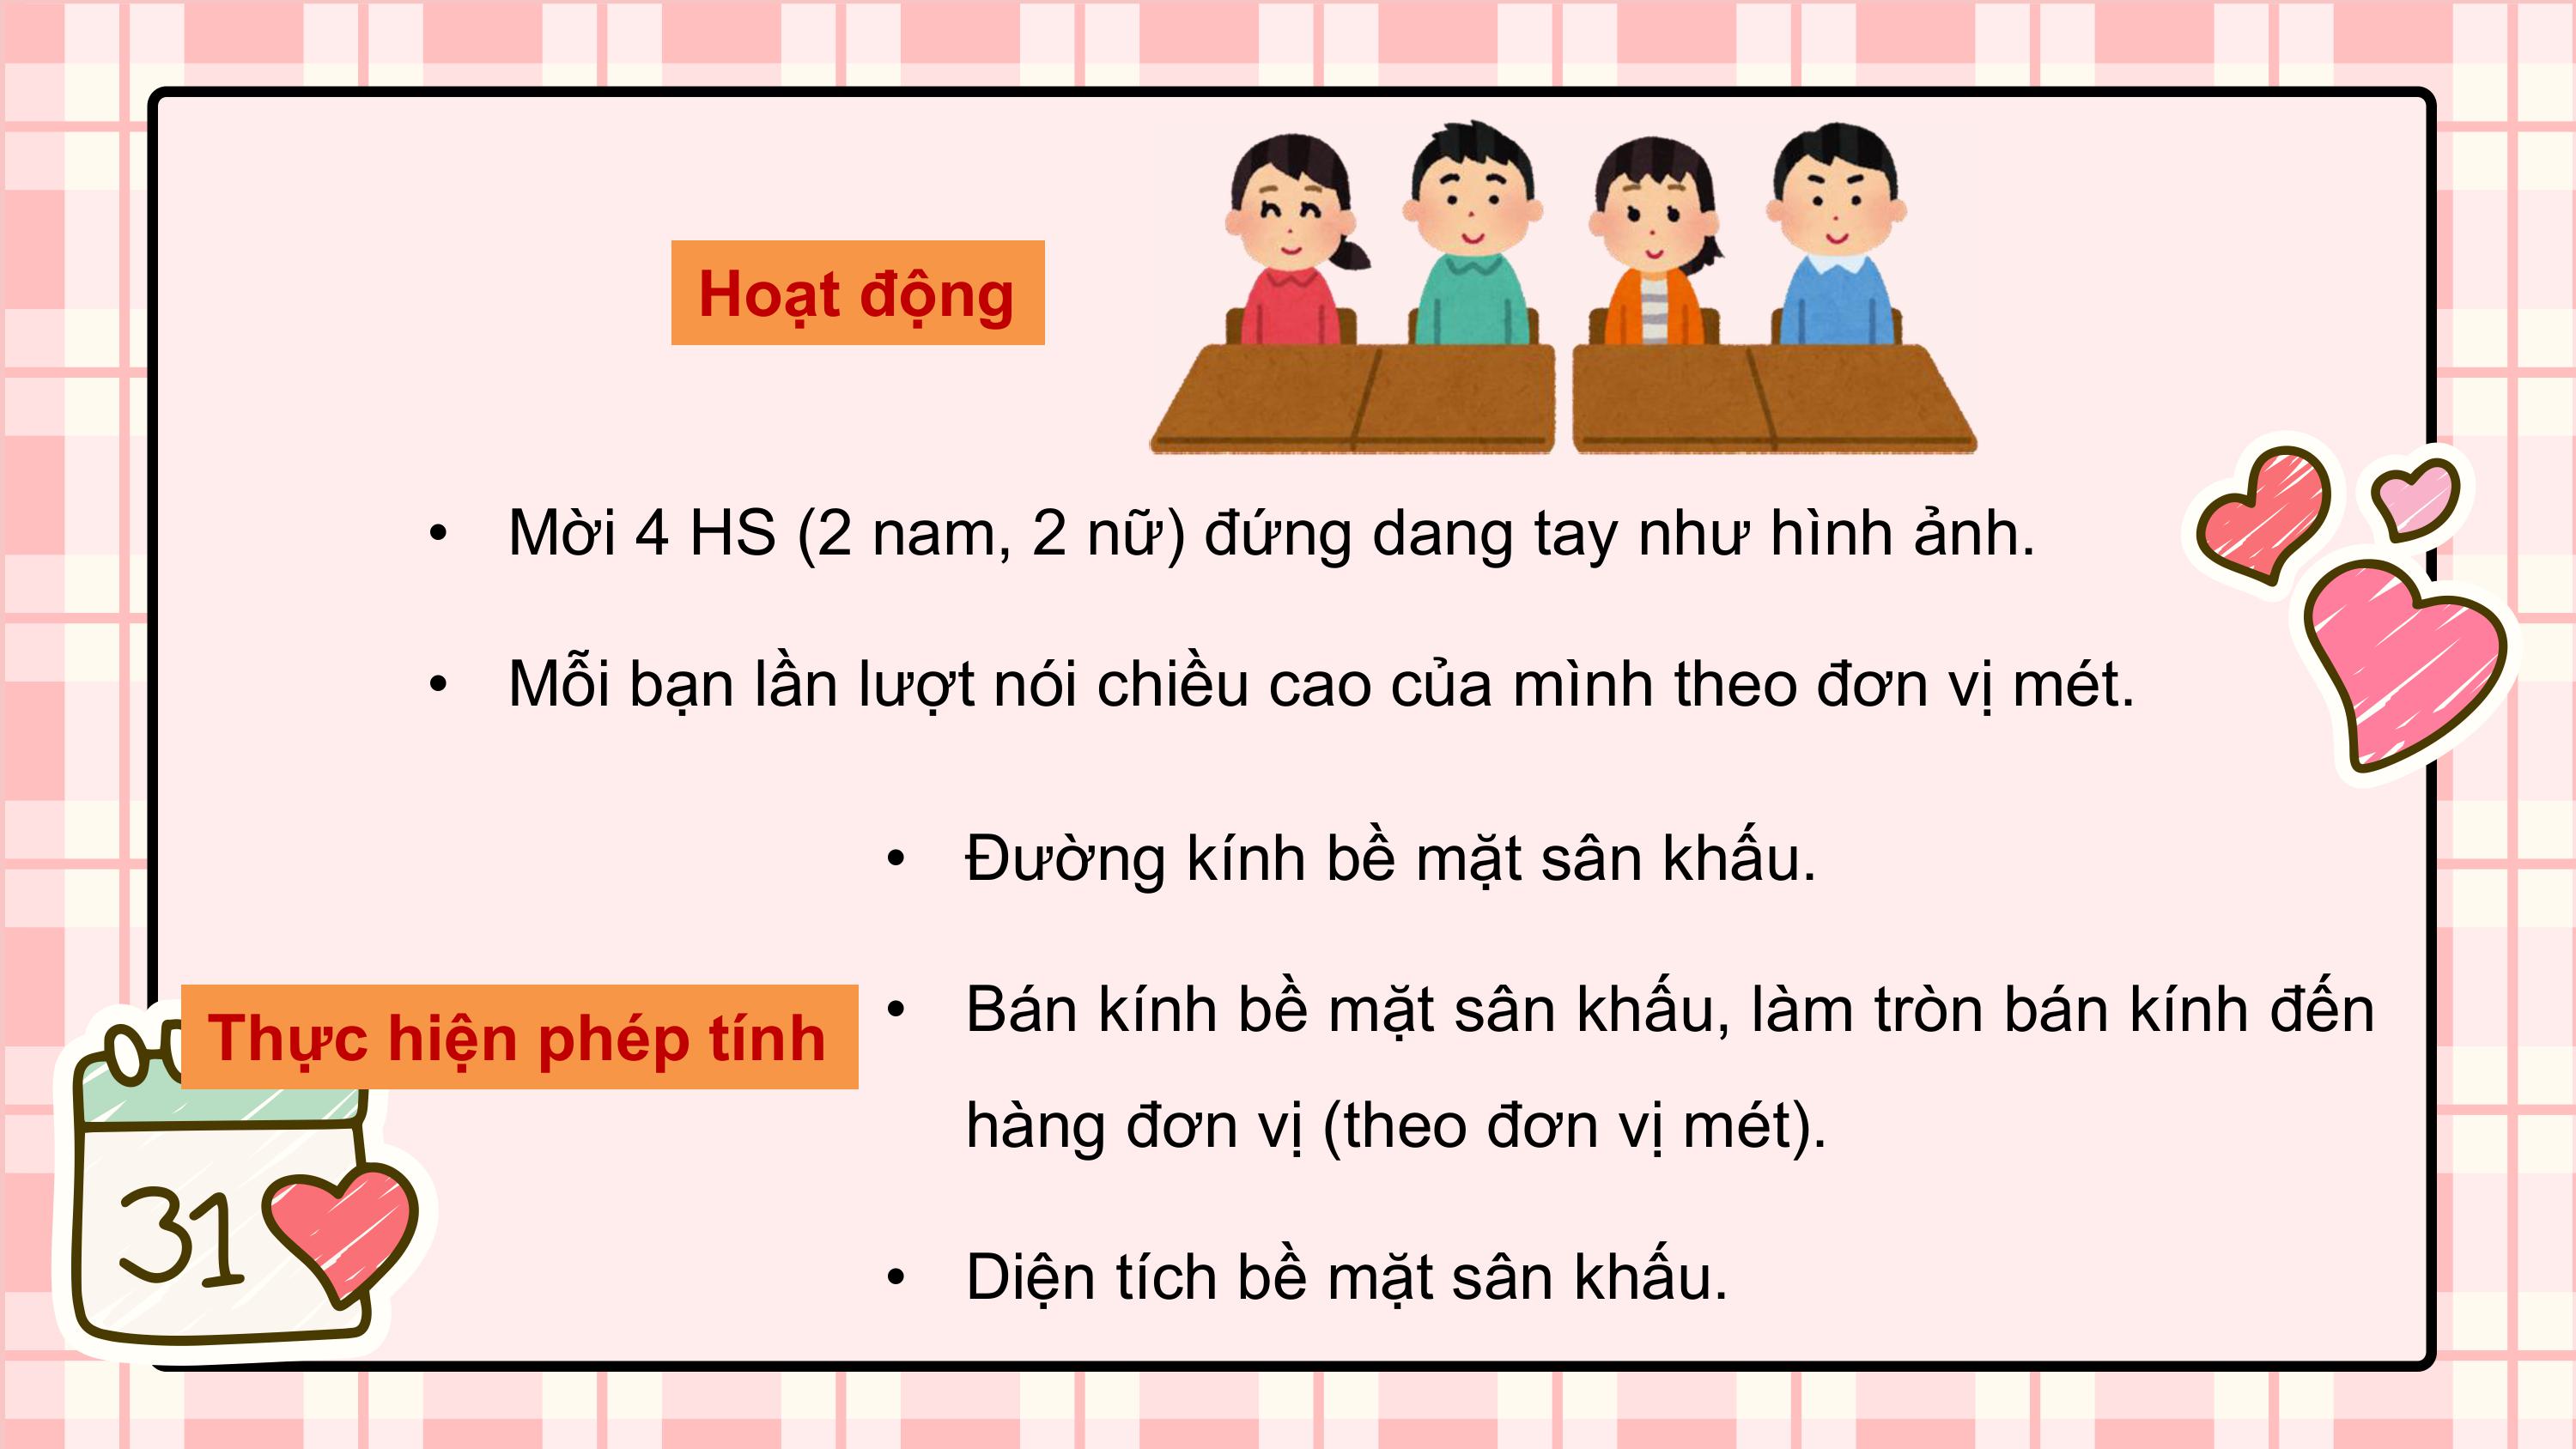 Hoạt động
• Mời 4 HS (2 nam, 2 nữ) đứng dang tay như hình ảnh.
• Mỗi bạn lần lượt nói chiều cao của mình theo đơn vị mét.
Thực hiện phép tính
• Đường kính bề mặt sân khấu.
• Bán kính bề mặt sân khấu, làm tròn bán kính đến
hàng đơn vị (theo đơn vị mét).
• Diện tích bề mặt sân khấu.
31